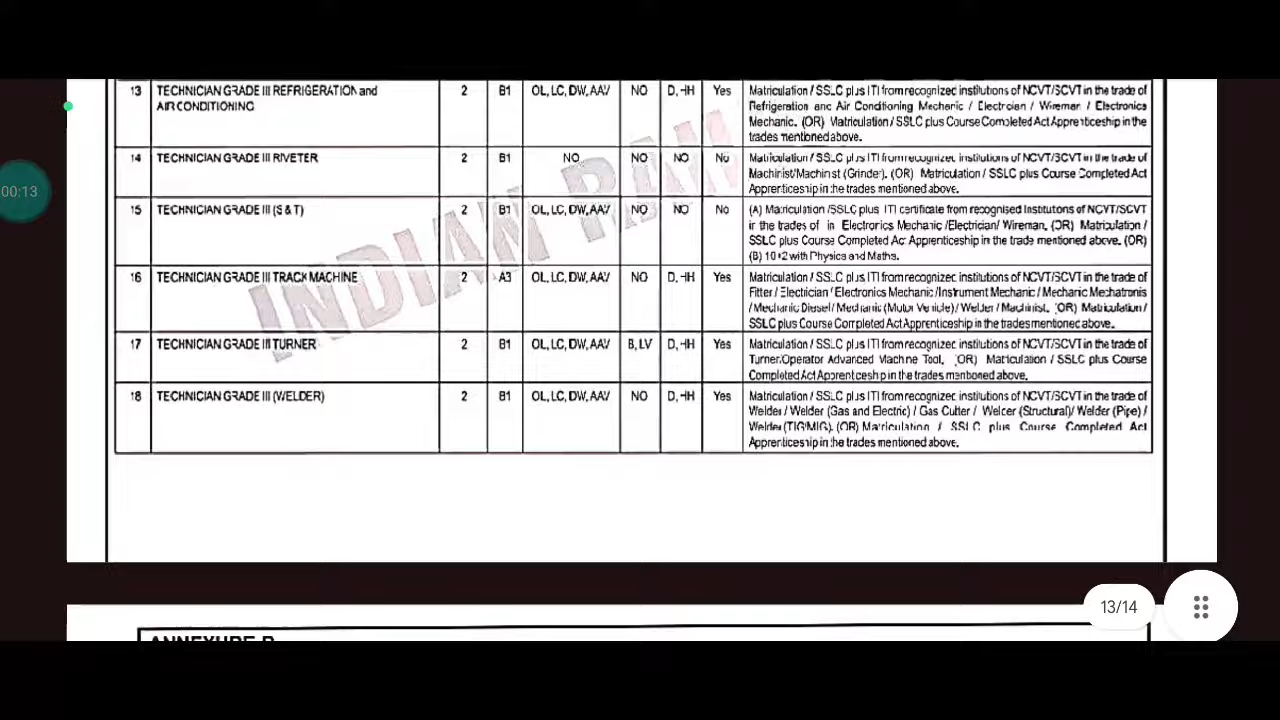 13 TECHNICIAN GRADE III REFRIGERATION and 2 B1 OL, LC, DW, AAV NO D, HH Yes Matriculation / SSLC plus ITI from recognized institutions of NCVT/SCVT in the trade of
AIR CONDITIONING Refrigeration and Air Conditioning Mechanic / Electrician / Wireman / Electronics
Mechanic. (OR) Matriculation / SSLC plus Course Completed Act Apprenticeship in the
trades mentioned above.
14 TECHNICIAN GRADE III RIVETER 2 B1 NO NO NO No Matriculation / SSLC plus ITI from recognized institutions of NCVT/SCVT in the trade of
Machinist/Machinist (Grinder). (OR) Matriculation / SSLC plus Course Completed Act
Apprenticeship in the trades mentioned above.
15 TECHNICIAN GRADE III (S & T) 2 B1 OL, LC, DW, AAV NO NO No (A) Matriculation /SSLC plus ITI certificate from recognised Institutions of NCVT/SCVT
00:13 in the trades of in Electronics Mechanic /Electrician/ Wireman. (OR) Matriculation /
SSLC plus Course Completed Act Apprenticeship in the trade mentioned above. (OR)
(B) 10+2 with Physics and Maths.
16 TECHNICIAN GRADE III TRACK MACHINE 2 A3 OL, LC, DW, AAV NO D, HH Yes Matriculation / SSLC plus ITI from recognized institutions of NCVT/SCVT in the trade of
Fitter / Electrician / Electronics Mechanic /Instrument Mechanic / Mechanic Mechatronis
/ Mechanic Diesel / Mechanic (Motor Vehicle) / Welder / Machinist. (OR) Matriculation /
SSLC plus Course Completed Act Apprenticeship in the trades mentioned above.
17 TECHNICIAN GRADE III TURNER 2 B1 OL, LC, DW, AAV B, LV D, HH Yes Matriculation / SSLC plus ITI from recognized institutions of NCVT/SCVT in the trade of
Turner/Operator Advanced Machine Tool. (OR) Matriculation / SSLC plus Course
Completed Act Apprenticeship in the trades mentioned above.
18 TECHNICIAN GRADE III (WELDER) 2 B1 OL, LC, DW, AAV NO D, HH Yes Matriculation / SSLC plus ITI from recognized institutions of NCVT/SCVT in the trade of
Welder / Welder (Gas and Electric) / Gas Cutter / Welder (Structural)/ Welder (Pipe) /
Welder (TIG/MIG). (OR) Matriculation / SSLC plus Course Completed Act
Apprenticeship in the trades mentioned above.
INDIAN
13/14
ANNEXURE